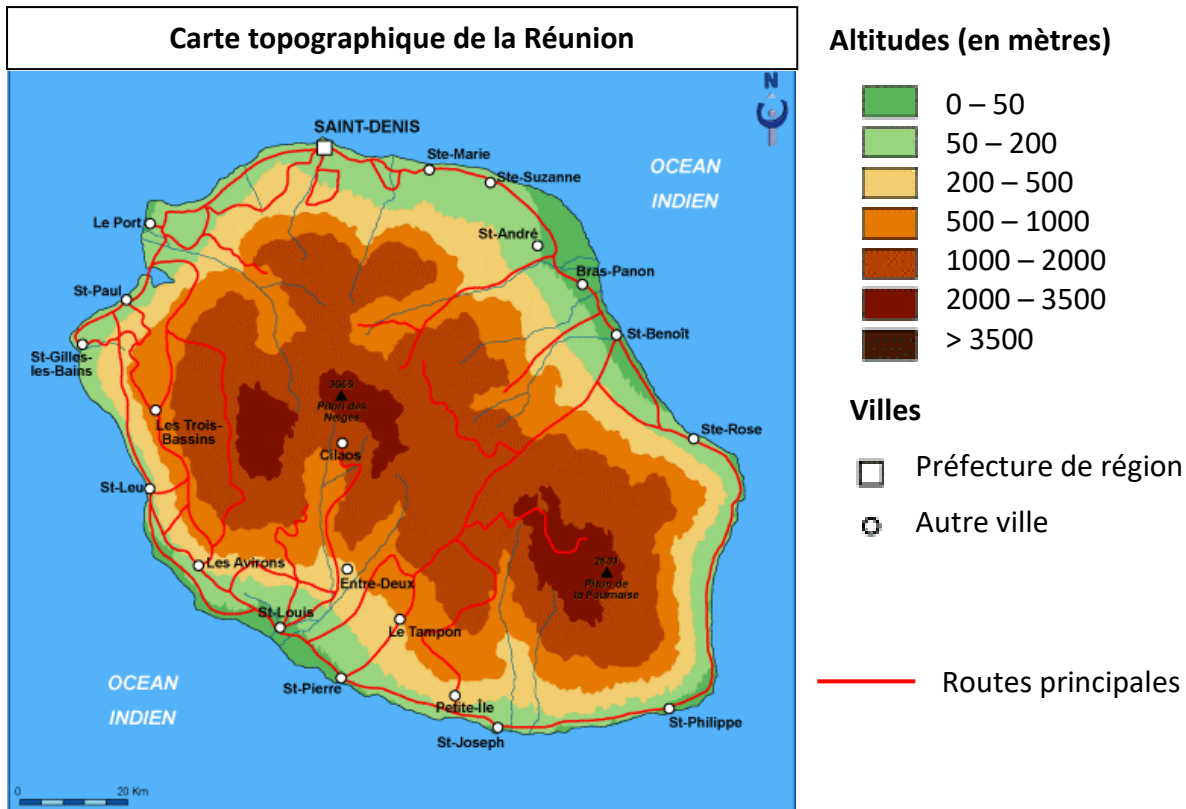 Carte topographique de la Réunion
Altitudes (en mètres)
0 – 50
50 – 200
200 – 500
500 – 1000
1000 – 2000
2000 – 3500
> 3500
Villes
Préfecture de région
Autre ville
Routes principales
N
SAINT-DENIS
Ste-Marie
Ste-Suzanne
OCEAN
INDIEN
Le Port
St-André
Bras-Panon
St-Paul
St-Benoît
St-Gilles-
les-Bains
3069
Piton des
Neiges
Les Trois-
Bassins
Cilaos
Ste-Rose
St-Leu
Les Avirons
Entre-Deux
Piton de
la Fournaise
St-Louis
Le Tampon
OCEAN
INDIEN
St-Pierre
Petite-Île
St-Philippe
St-Joseph
0 20 Km